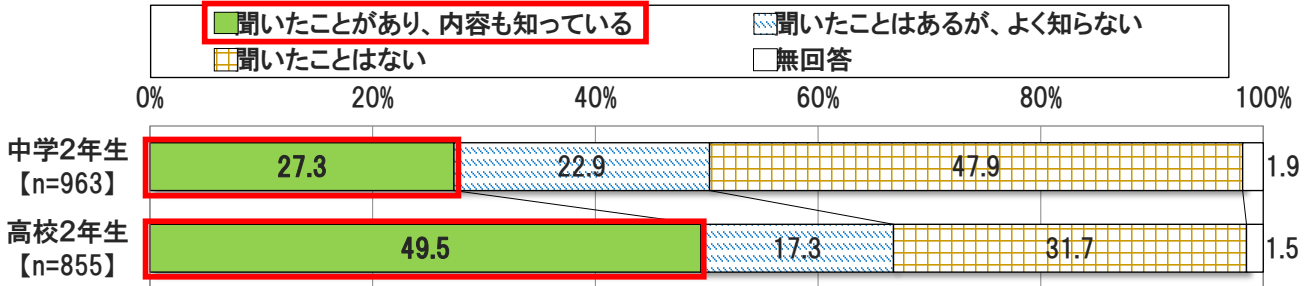 聞いたことがあり、内容も知っている 聞いたことはあるが、よく知らない
聞いたことはない 無回答
0% 20% 40% 60% 80% 100%
中学2年生
【n=963】
27.3 22.9 47.9 1.9
高校2年生
【n=855】
49.5 17.3 31.7 1.5